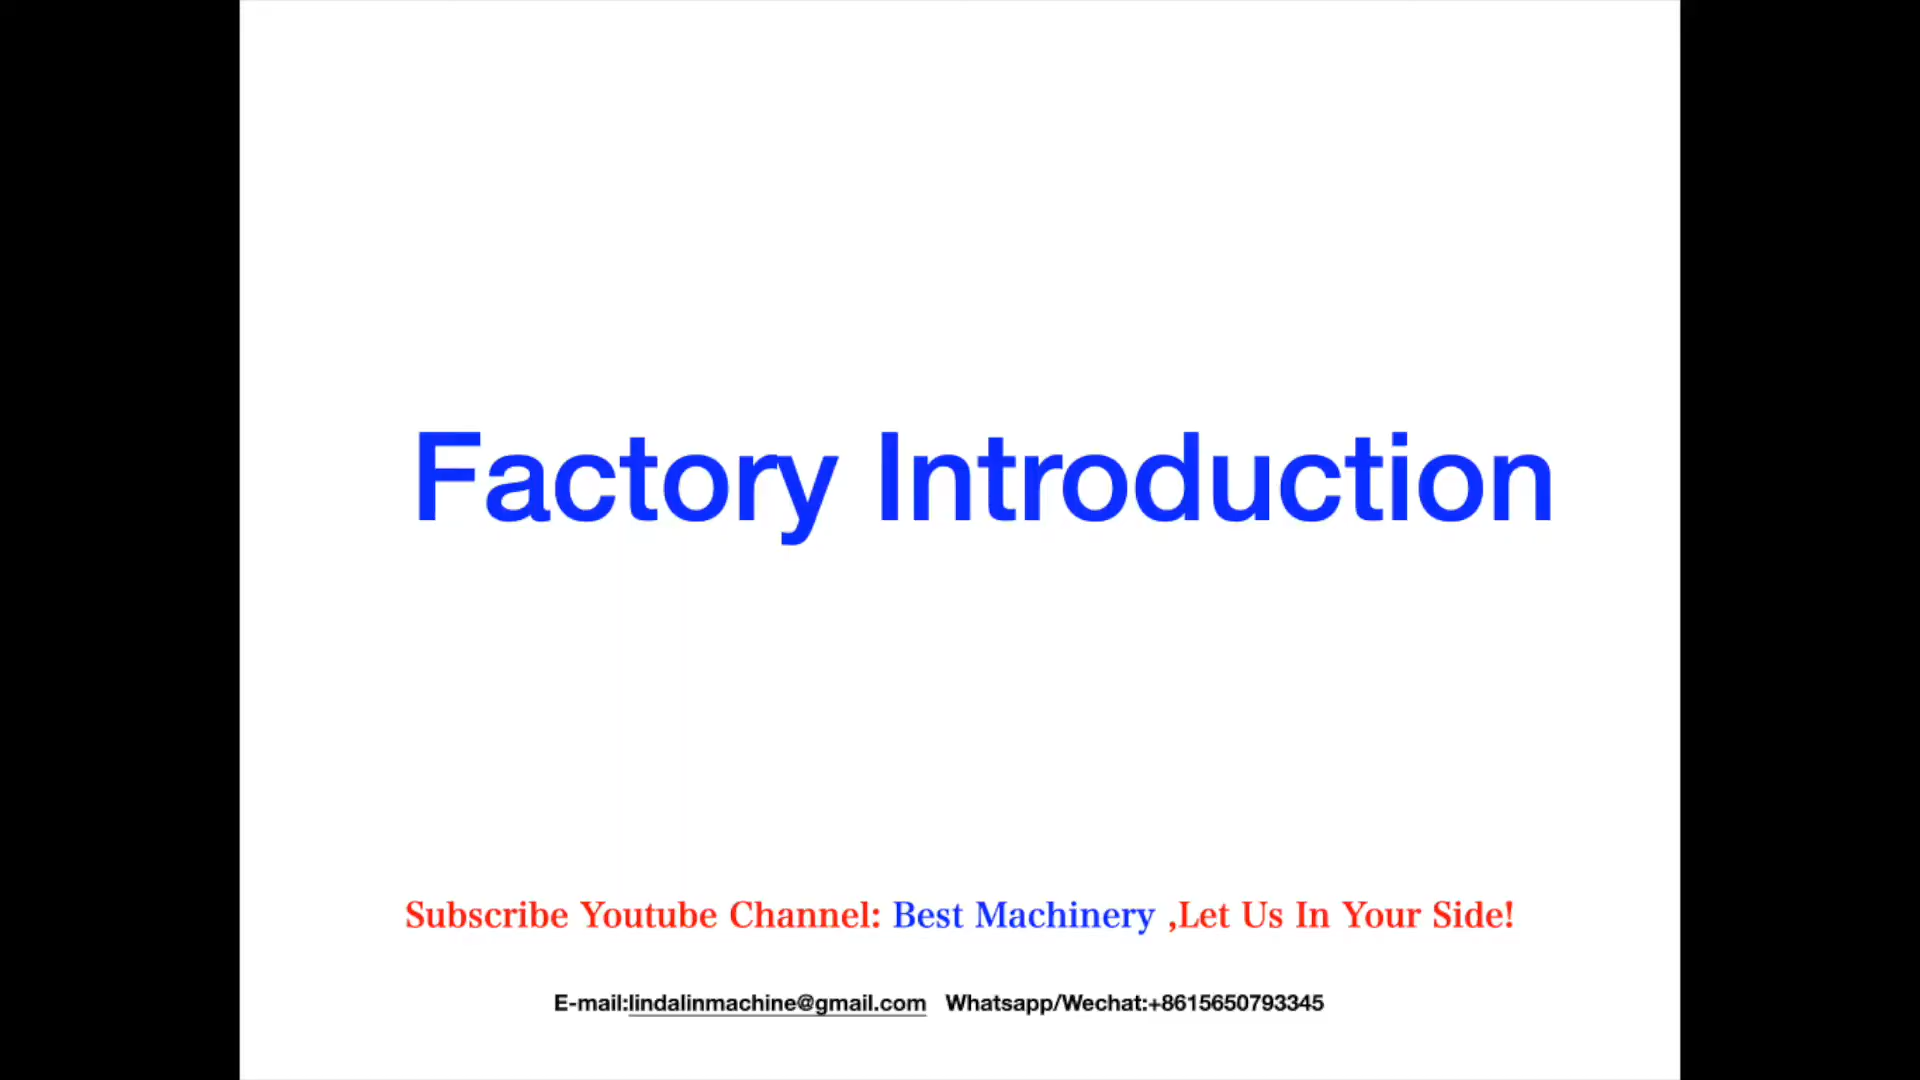 Factory Introduction
Subscribe Youtube Channel: Best Machinery ,Let Us In Your Side!
E-mail:lindalinmachine@gmail.com Whatsapp/Wechat:+8615650793345